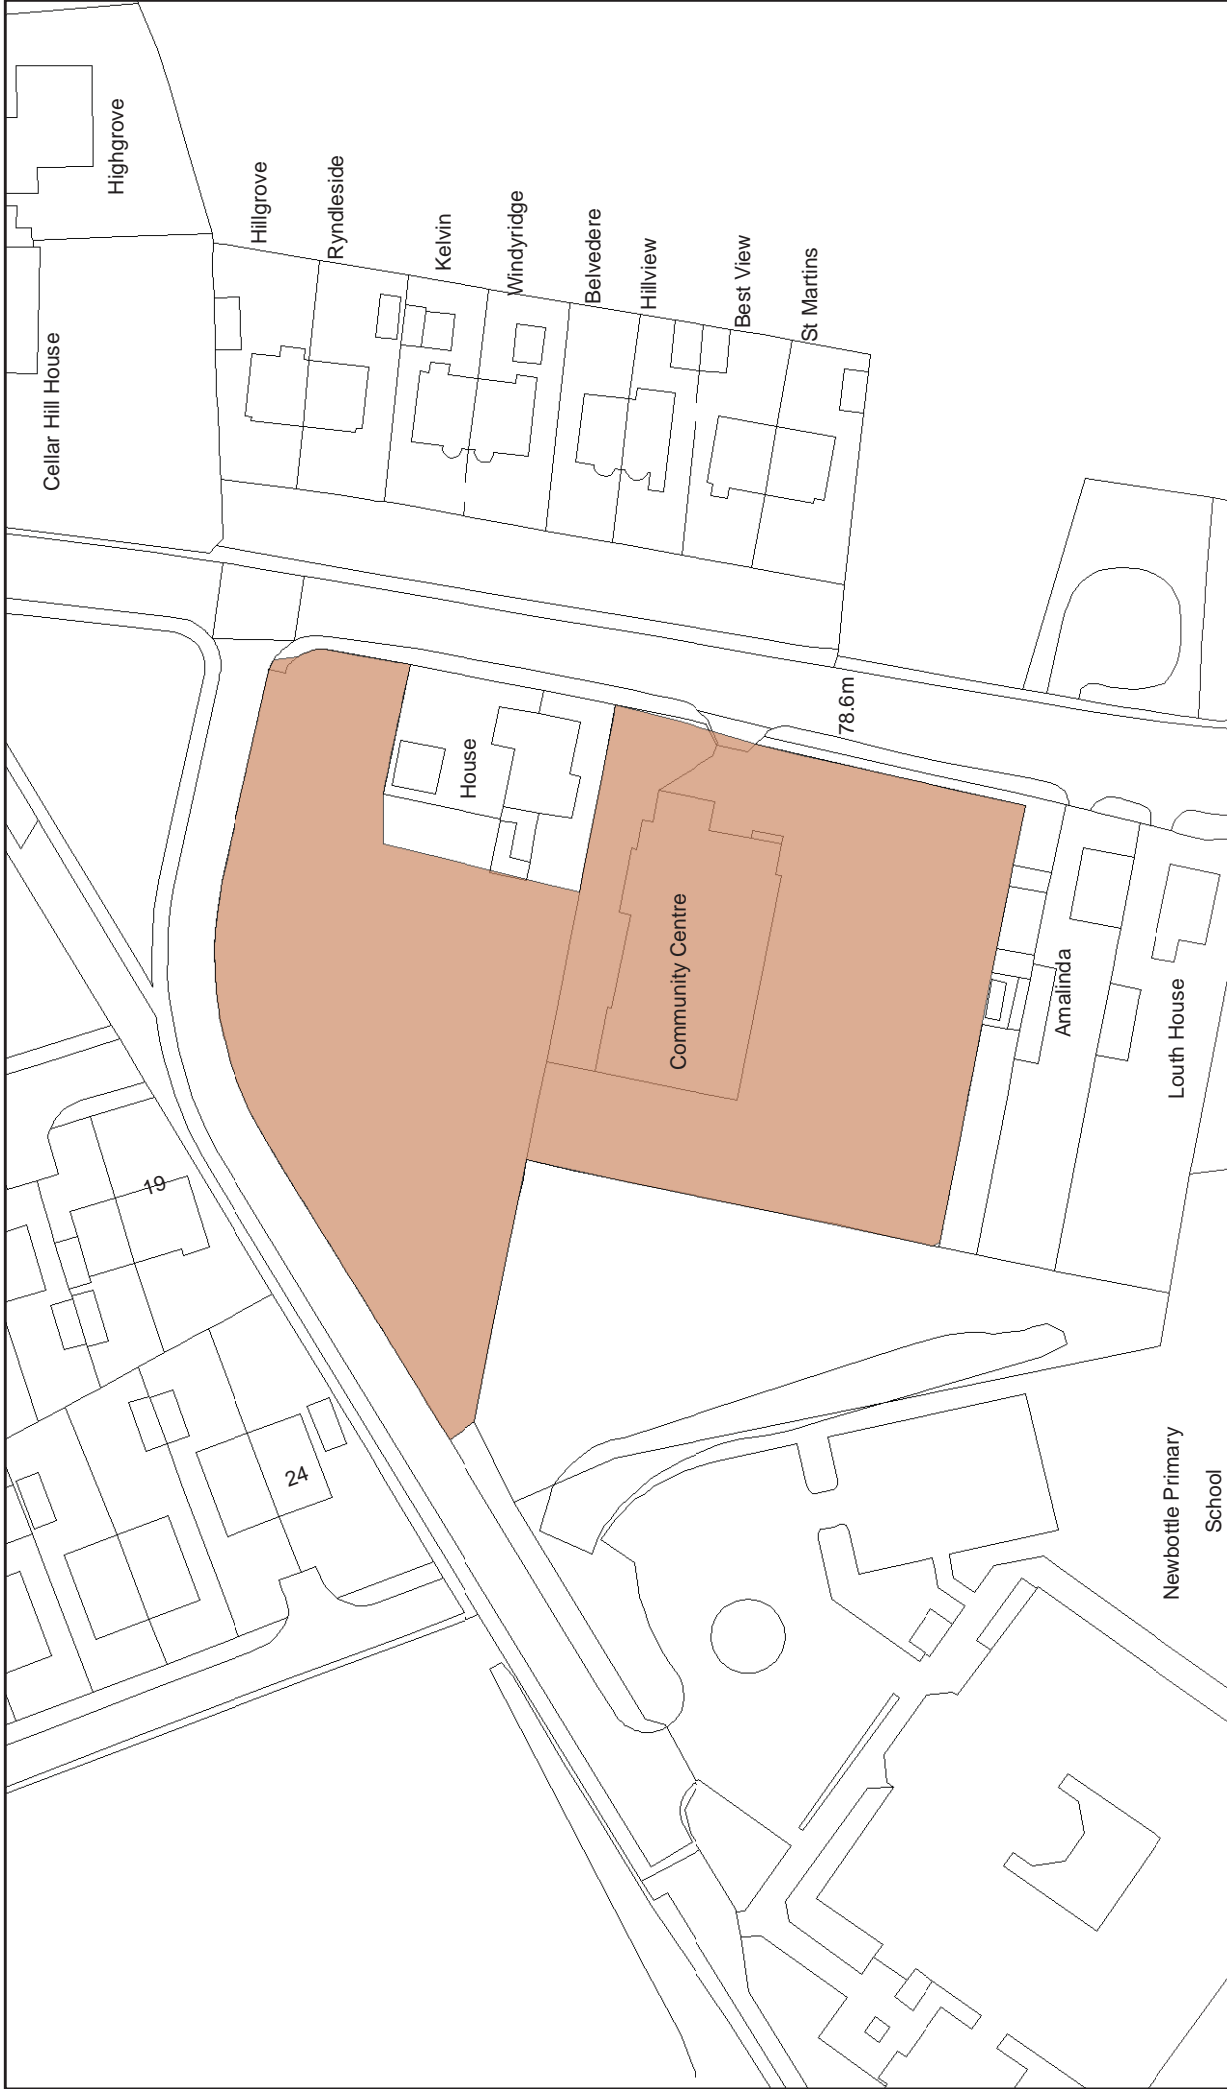 Highgrove
Cellar Hill House
Hillgrove
Ryndleside
Kelvin
Windyridge
Belvedere
Hillview
Best View
St Martins
78.6m
House
Community Centre
Amalinda
Louth House
19
24
Newbottle Primary
School